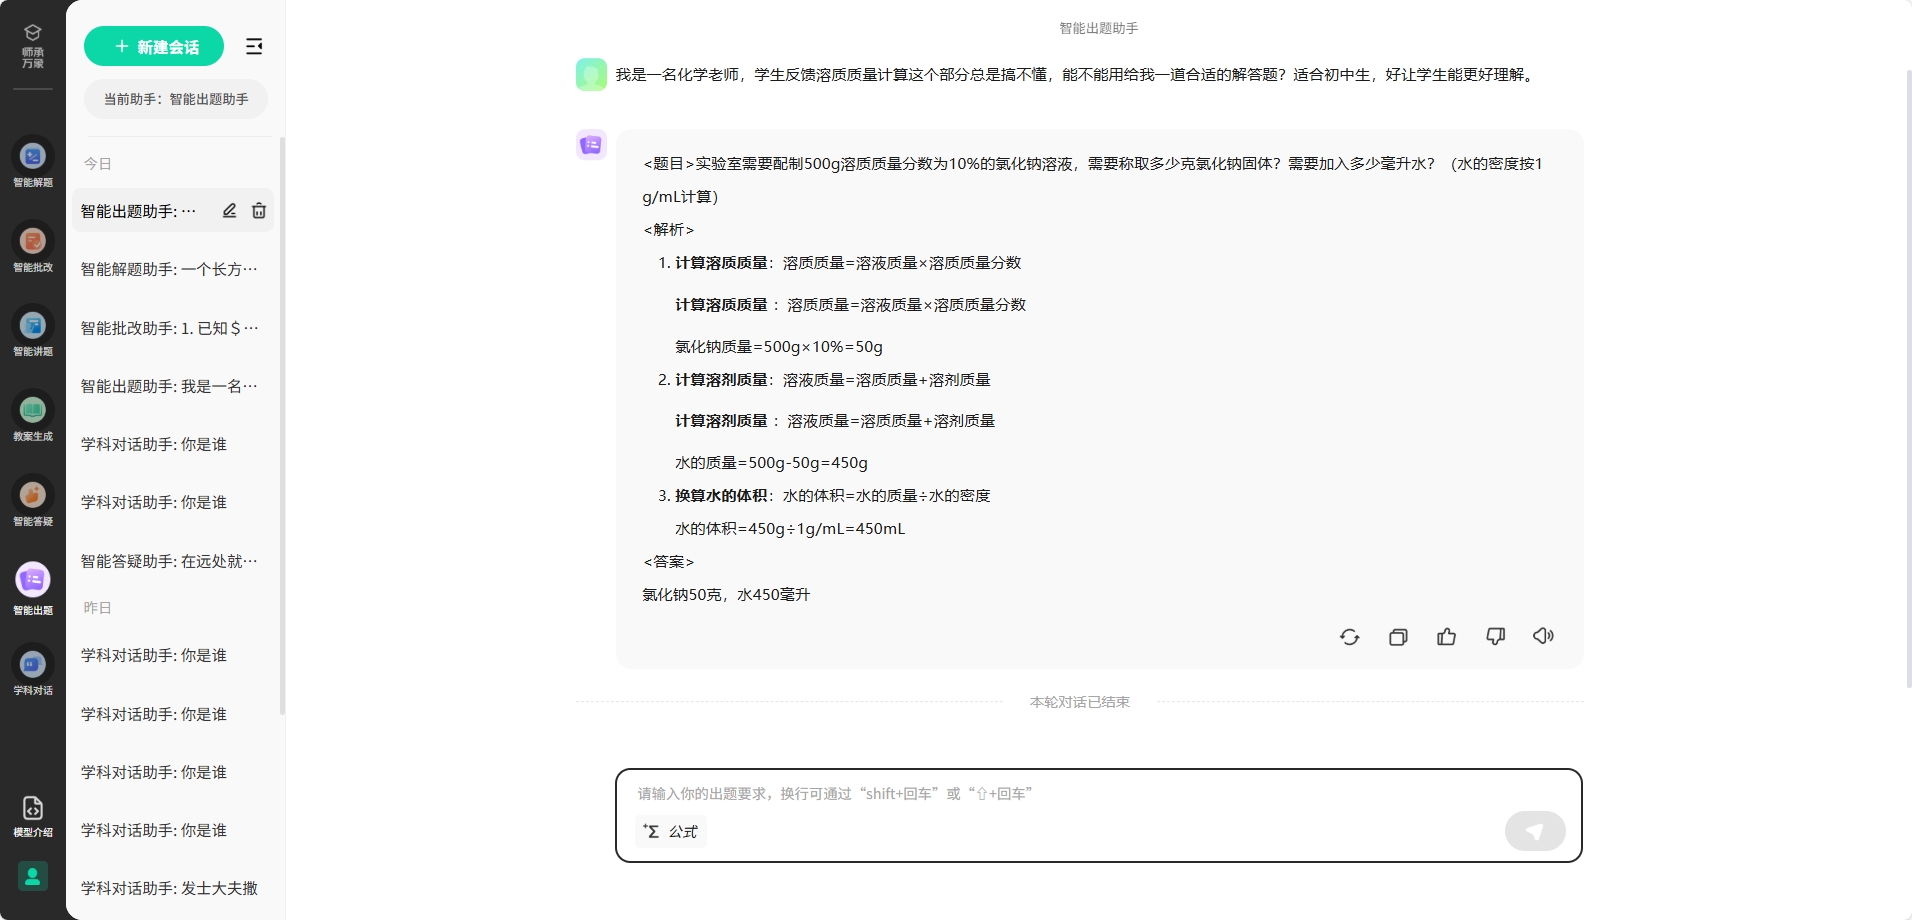 师承
万象
智能解题
智能批改
智能讲题
教案生成
智能答疑
智能出题
学科对话
模型介绍
新建会话
当前助手：智能出题助手
今日
智能出题助手: …
智能解题助手: 一个长方…
智能批改助手: 1. 已知 $ …
智能出题助手: 我是一名…
学科对话助手: 你是谁
学科对话助手: 你是谁
智能答疑助手: 在远处就…
昨日
学科对话助手: 你是谁
学科对话助手: 你是谁
学科对话助手: 你是谁
学科对话助手: 你是谁
学科对话助手: 发士大夫撒
智能出题助手
我是一名化学老师，学生反馈溶质质量计算这个部分总是搞不懂，能不能用给我一道合适的解答题？适合初中生，好让学生能更好理解。
<题目>实验室需要配制500g溶质质量分数为10%的氯化钠溶液，需要称取多少克氯化钠固体？需要加入多少毫升水？（水的密度按1
g/mL计算）
<解析>
1. 计算溶质质量：溶质质量=溶液质量×溶质质量分数
计算溶质质量 ：溶质质量=溶液质量×溶质质量分数
氯化钠质量=500g×10%=50g
2. 计算溶剂质量：溶液质量=溶质质量+溶剂质量
计算溶剂质量 ：溶液质量=溶质质量+溶剂质量
水的质量=500g-50g=450g
3. 换算水的体积：水的体积=水的质量÷水的密度
水的体积=450g÷1g/mL=450mL
<答案>
氯化钠50克，水450毫升
本轮对话已结束
请输入你的出题要求，换行可通过“shift+回车”或“⇧+回车”
公式